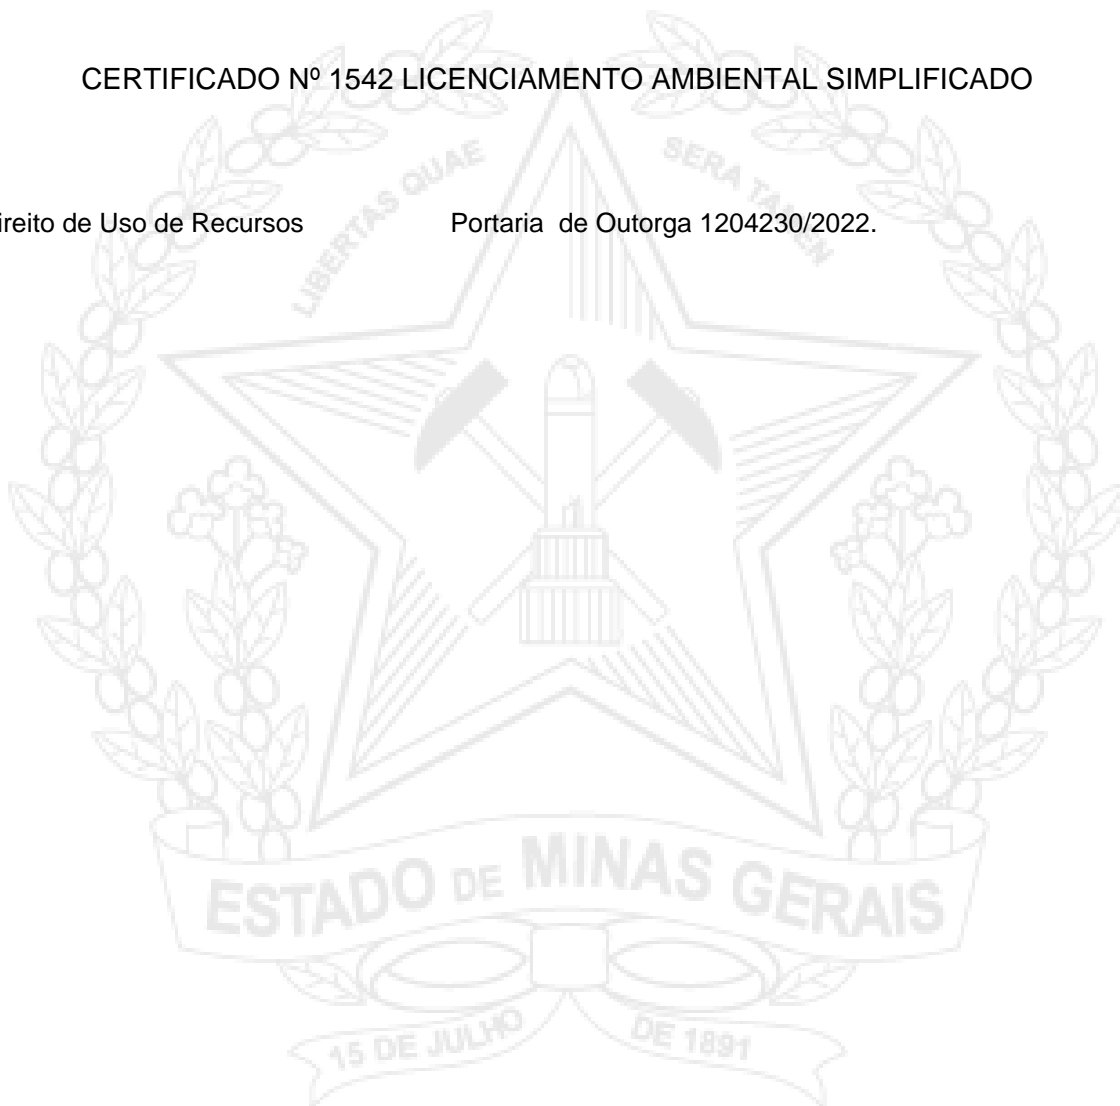 CERTIFICADO Nº 1542 LICENCIAMENTO AMBIENTAL SIMPLIFICADO
LIBERTAS QUAE SERA TAMEN
ireito de Uso de Recursos Portaria de Outorga 1204230/2022.
ESTADO DE MINAS GERAIS
15 DE JULHO DE 1891